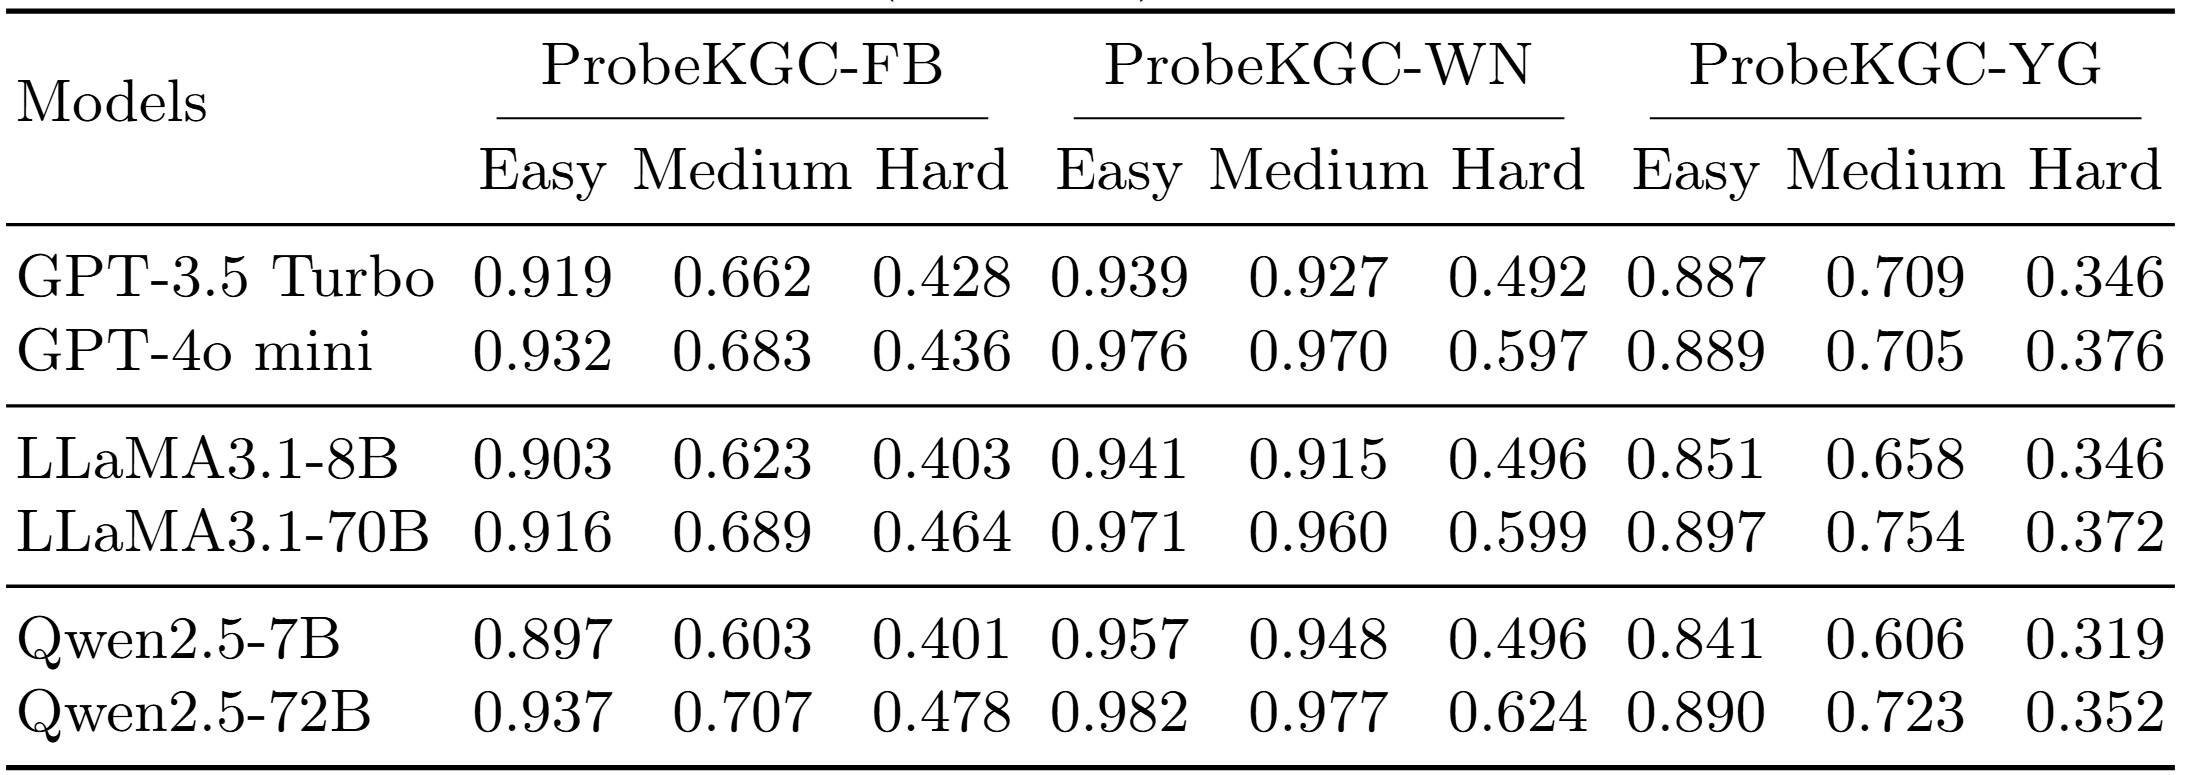 ProbeKGC-FB ProbeKGC-WN ProbeKGC-YG
Models
Easy Medium Hard Easy Medium Hard Easy Medium Hard
GPT-3.5 Turbo 0.919 0.662 0.428 0.939 0.927 0.492 0.887 0.709 0.346
GPT-4o mini 0.932 0.683 0.436 0.976 0.970 0.597 0.889 0.705 0.376
LLaMA3.1-8B 0.903 0.623 0.403 0.941 0.915 0.496 0.851 0.658 0.346
LLaMA3.1-70B 0.916 0.689 0.464 0.971 0.960 0.599 0.897 0.754 0.372
Qwen2.5-7B 0.897 0.603 0.401 0.957 0.948 0.496 0.841 0.606 0.319
Qwen2.5-72B 0.937 0.707 0.478 0.982 0.977 0.624 0.890 0.723 0.352